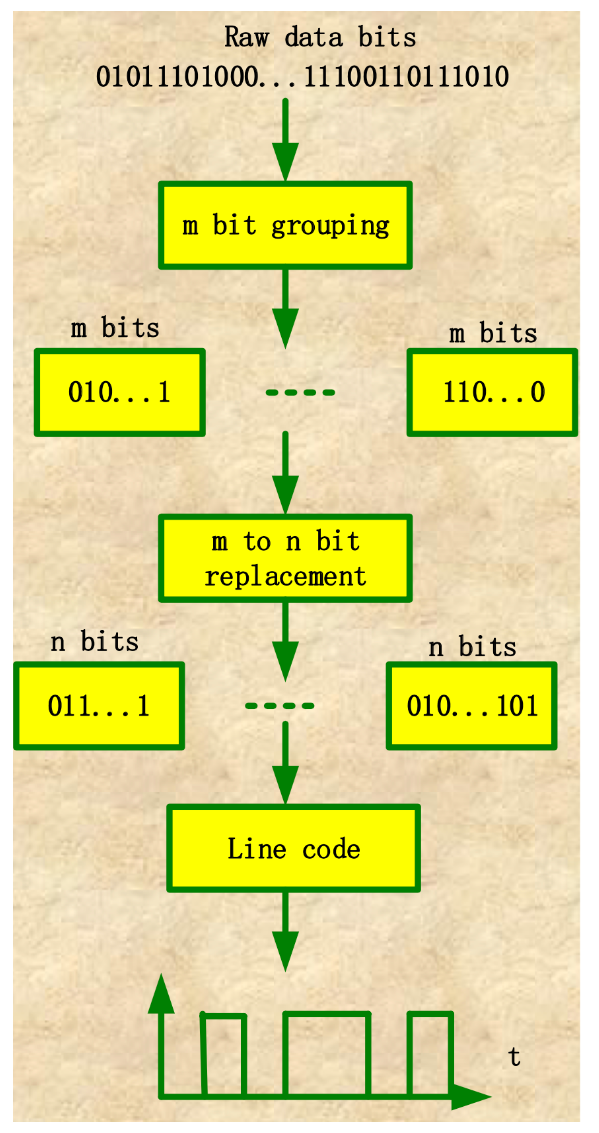 Raw data bits
01011101000...11100110111010
m bit grouping
m bits
m bits
010...1
110...0
m to n bit
replacement
n bits
n bits
011...1
010...101
Line code
t